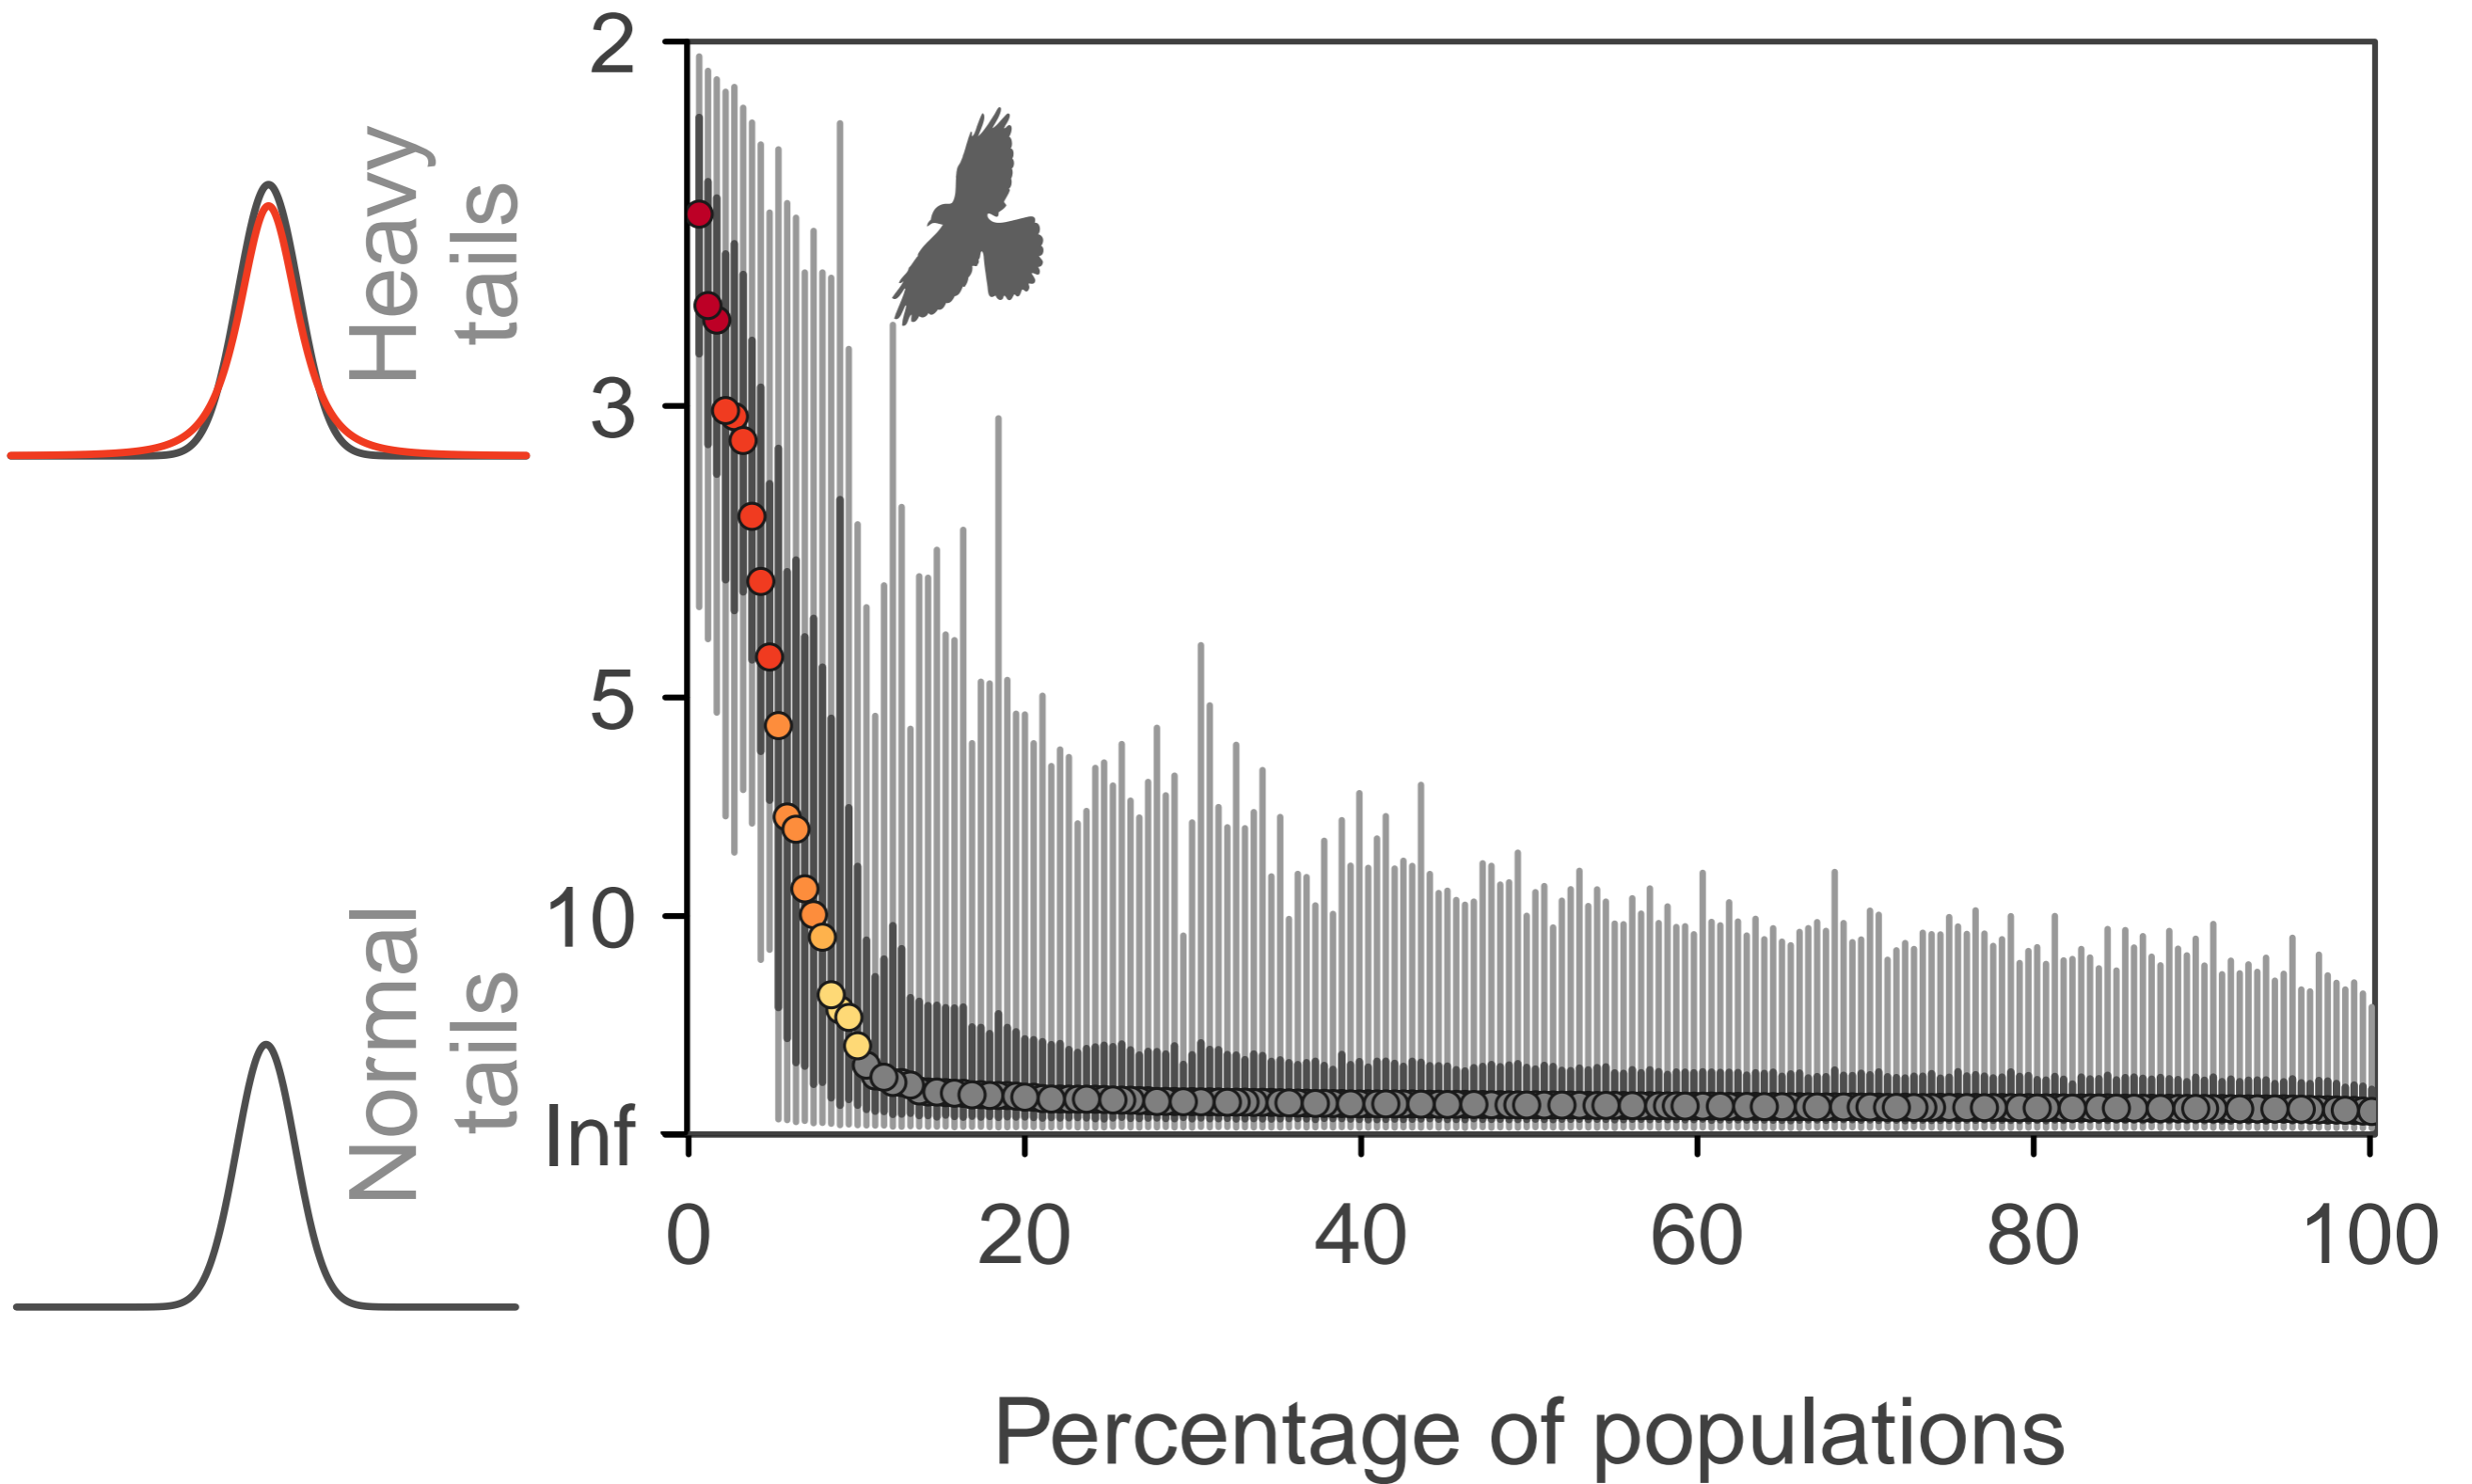 Heavy
tails
Normal
tails
2
3
5
10
Inf
0 20 40 60 80 100
Percentage of populations